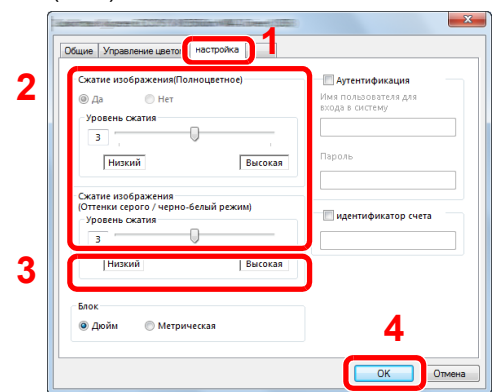 1
Общие Управление цветом настройка
2
Сжатие изображения(Полноцветное)
Да Нет
Уровень сжатия
3
Низкий Высокая
Сжатие изображения
(Оттенки серого / черно-белый режим)
Уровень сжатия
3
3
Низкий Высокая
Блок
Дюйм Метрическая
Аутентификация
Имя пользователя для
входа в систему
Пароль
идентификатор счета
4
OK Отмена